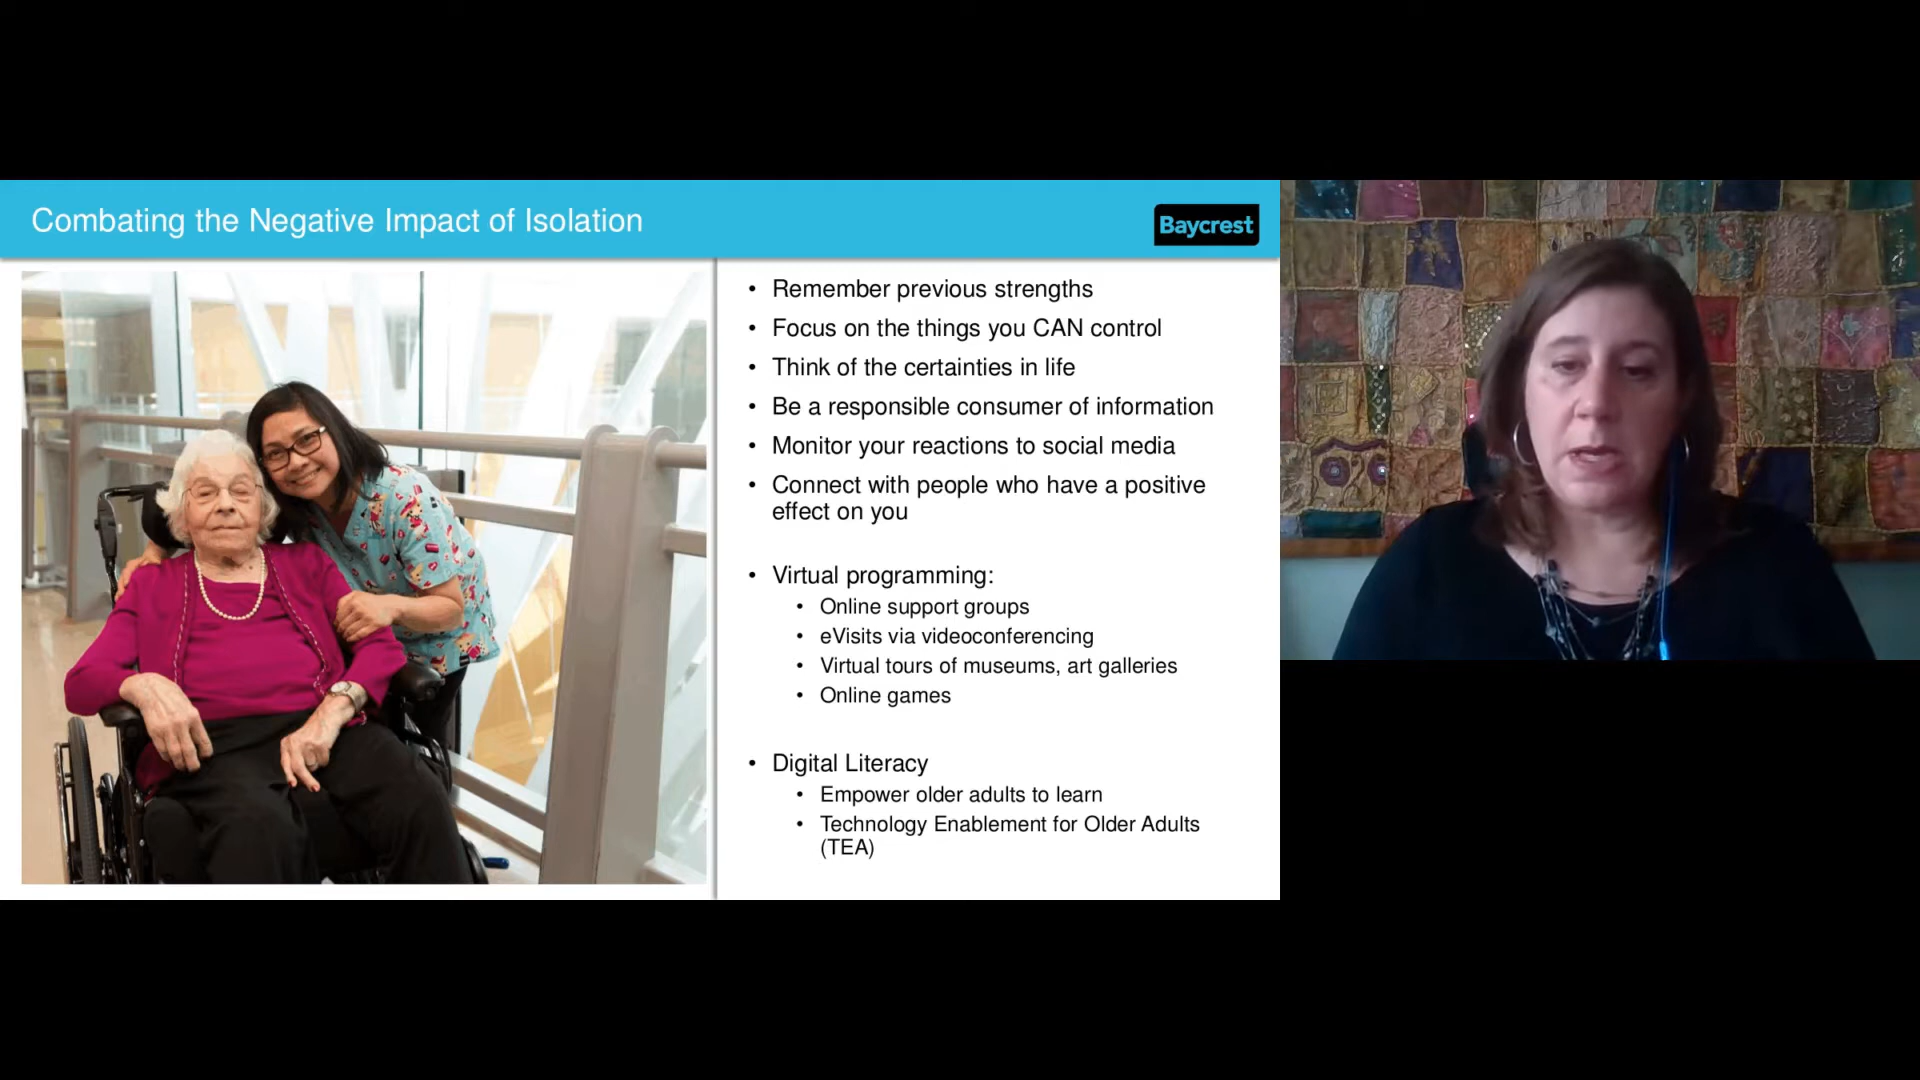 Combating the Negative Impact of Isolation
Baycrest
• Remember previous strengths
• Focus on the things you CAN control
• Think of the certainties in life
• Be a responsible consumer of information
• Monitor your reactions to social media
• Connect with people who have a positive
effect on you
• Virtual programming:
• Online support groups
• eVisits via videoconferencing
• Virtual tours of museums, art galleries
• Online games
• Digital Literacy
• Empower older adults to learn
• Technology Enablement for Older Adults
(TEA)